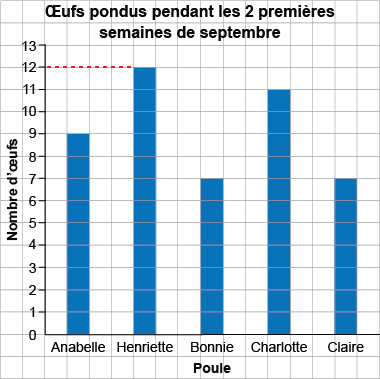 Œufs pondus pendant les 2 premières
semaines de septembre
Nombre d'œufs
13
12
11
10
9
8
7
6
5
4
3
2
1
0
Anabelle Henriette Bonnie Charlotte Claire
Poule